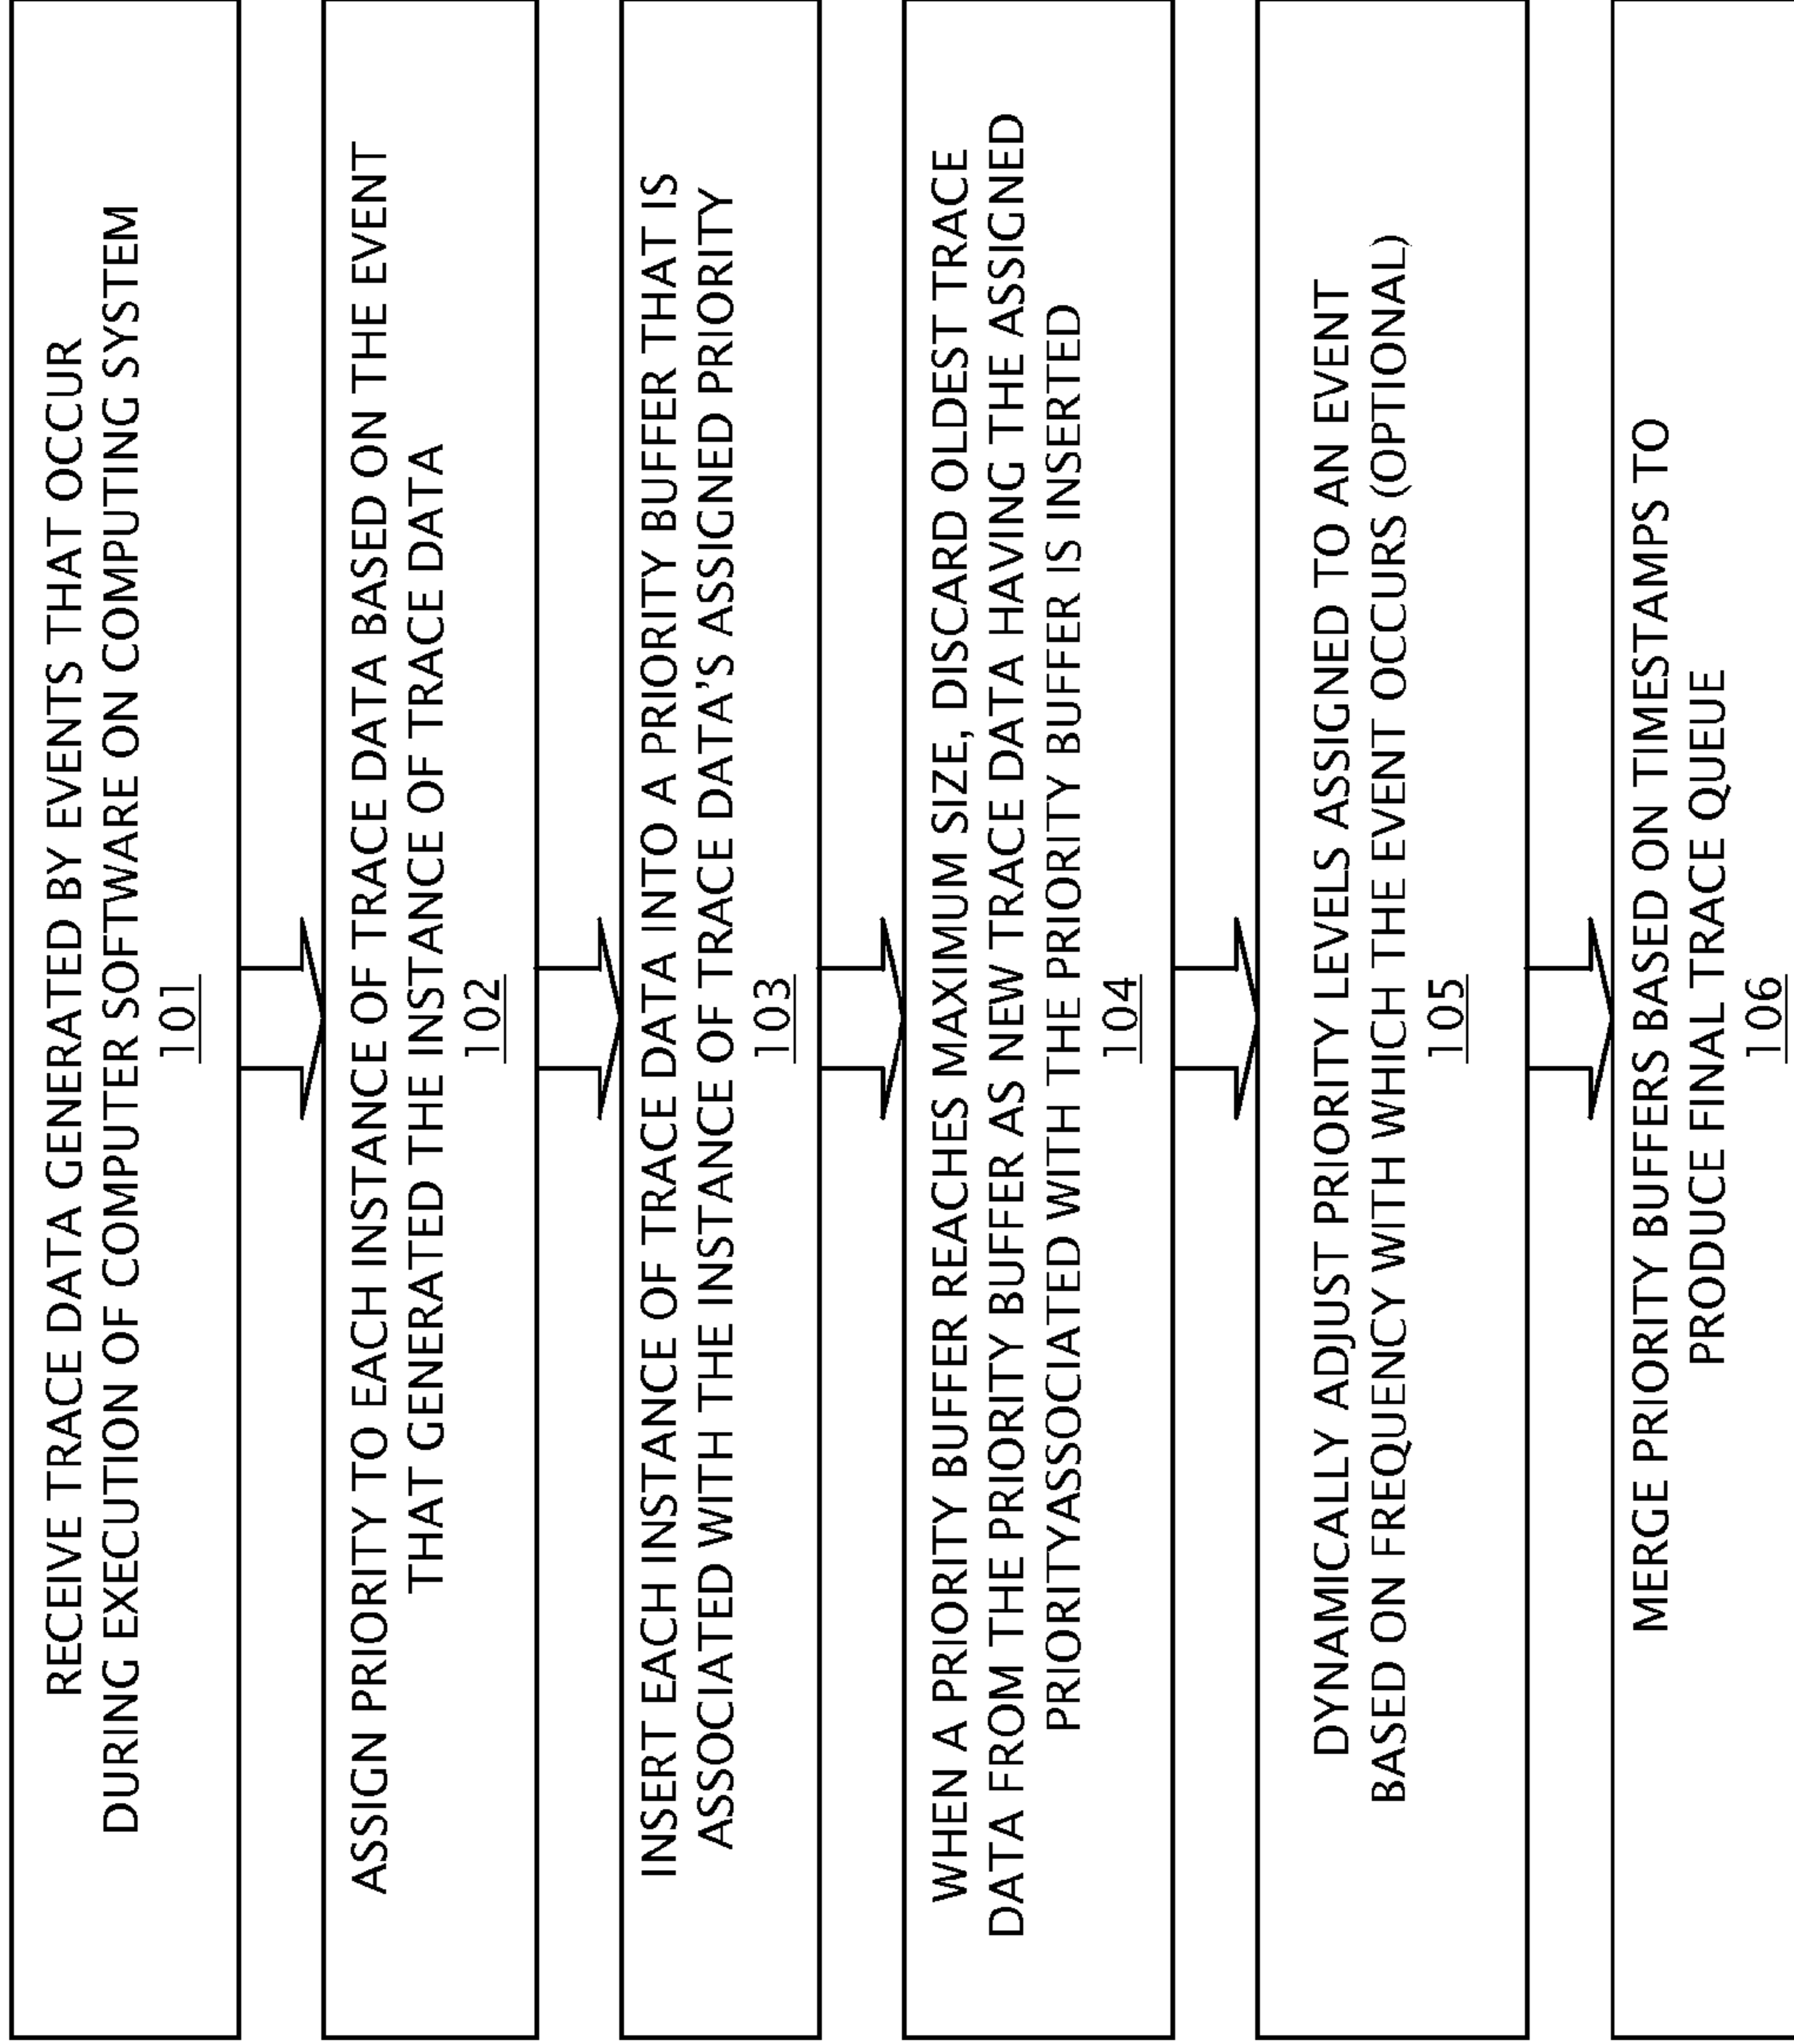 RECEIVE TRACE DATA GENERATED BY EVENTS THAT OCCUR
DURING EXECUTION OF COMPUTER SOFTWARE ON COMPUTING SYSTEM
101
ASSIGN PRIORITY TO EACH INSTANCE OF TRACE DATA BASED ON THE EVENT
THAT GENERATED THE INSTANCE OF TRACE DATA
102
INSERT EACH INSTANCE OF TRACE DATA INTO A PRIORITY BUFFER THAT IS
ASSOCIATED WITH THE INSTANCE OF TRACE DATA'S ASSIGNED PRIORITY
103
WHEN A PRIORITY BUFFER REACHES MAXIMUM SIZE, DISCARD OLDEST TRACE
DATA FROM THE PRIORITY BUFFER AS NEW TRACE DATA HAVING THE ASSIGNED
PRIORITYASSOCIATED WITH THE PRIORITY BUFFER IS INSERTED
104
DYNAMICALLY ADJUST PRIORITY LEVELS ASSIGNED TO AN EVENT
BASED ON FREQUENCY WITH WHICH THE EVENT OCCURS (OPTIONAL)
105
MERGE PRIORITY BUFFERS BASED ON TIMESTAMPS TO
PRODUCE FINAL TRACE QUEUE
106